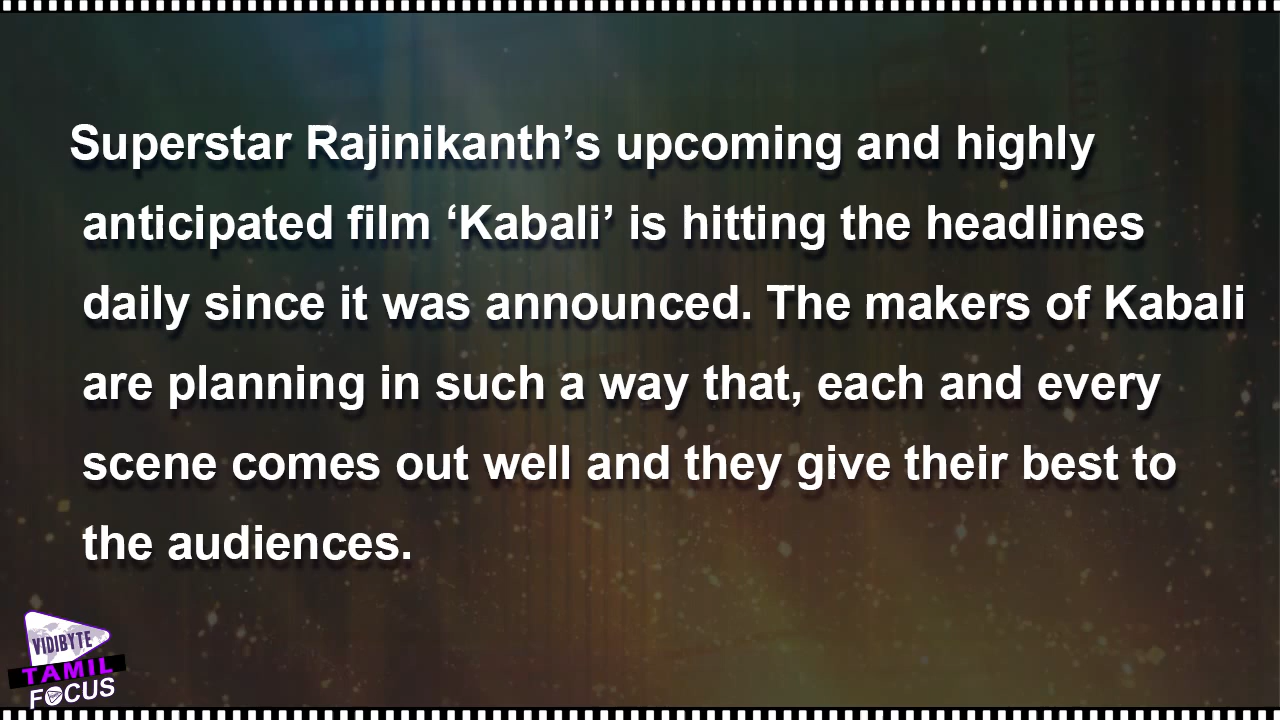 Superstar Rajinikanth’s upcoming and highly
anticipated film ‘Kabali’ is hitting the headlines
daily since it was announced. The makers of Kabali
are planning in such a way that, each and every
scene comes out well and they give their best to
the audiences.
VIDIBYTE
TAMIL
FOCUS